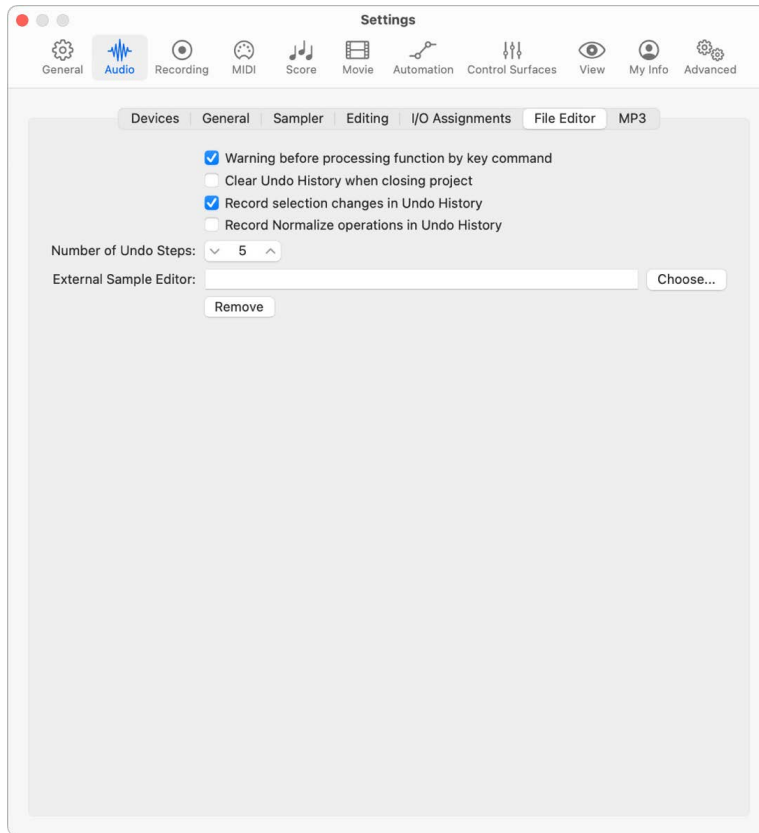 Settings
General Audio Recording MIDI Score Movie Automation Control Surfaces View My Info Advanced
Devices General Sampler Editing I/O Assignments File Editor MP3
Warning before processing function by key command
Clear Undo History when closing project
Record selection changes in Undo History
Record Normalize operations in Undo History
Number of Undo Steps: 5
External Sample Editor: Choose...
Remove